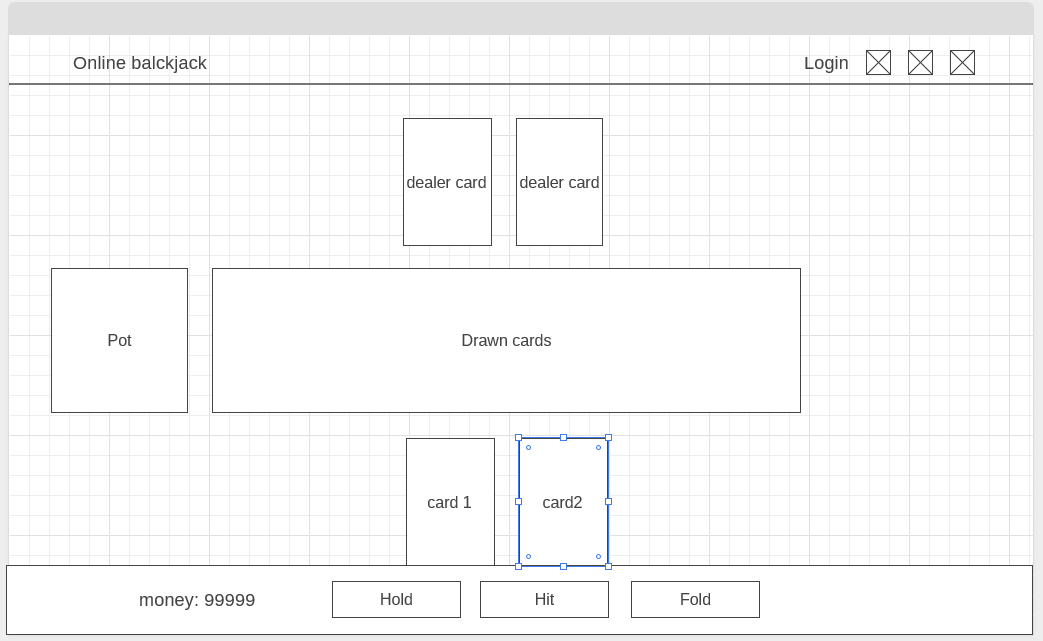 Online balckjack
Login
dealer card
dealer card
Pot
Drawn cards
card 1
card2
money: 99999
Hold
Hit
Fold